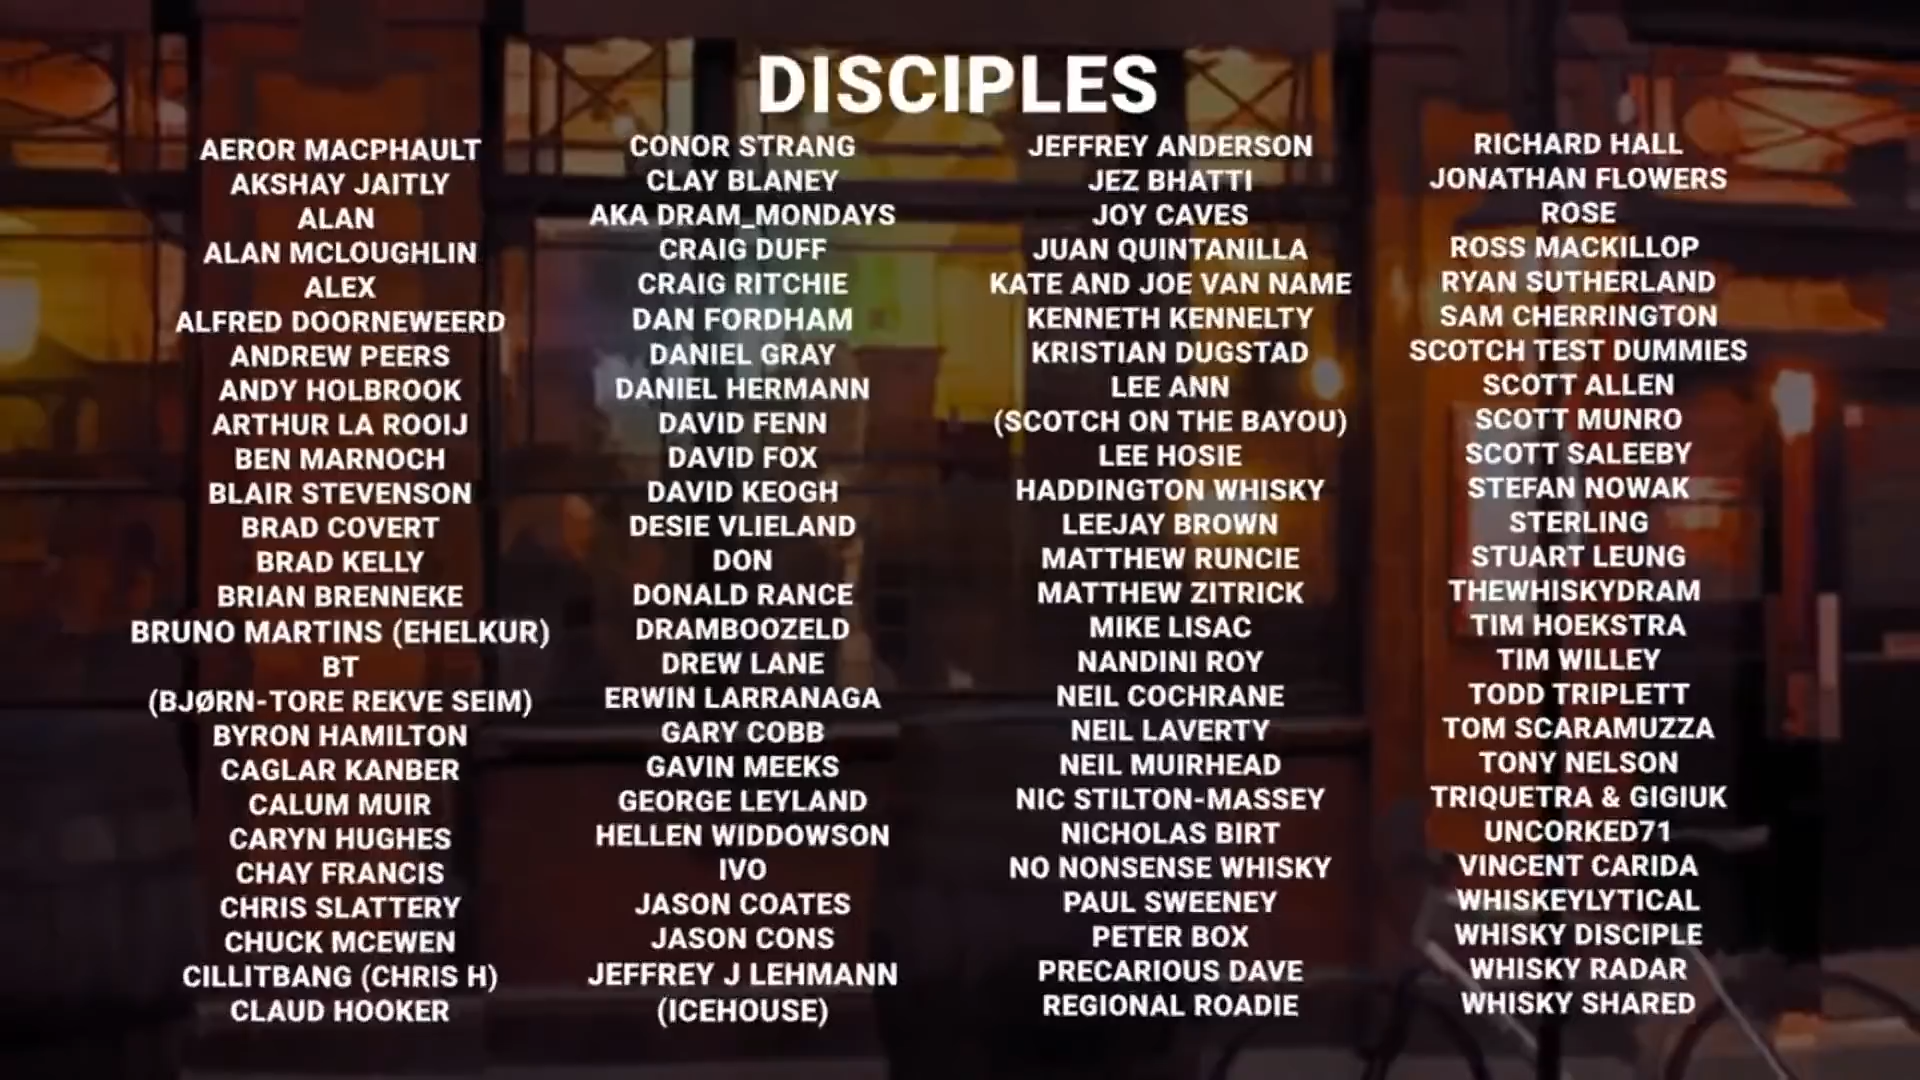 DISCIPLES
AEROR MACPHAULT
AKSHAY JAITLY
ALAN
ALAN MCLOUGHLIN
ALEX
ALFRED DOORNEWEERD
ANDREW PEERS
ANDY HOLBROOK
ARTHUR LA ROOIJ
BEN MARNOCH
BLAIR STEVENSON
BRAD COVERT
BRAD KELLY
BRIAN BRENNEKE
BRUNO MARTINS (EHELKUR)
BT
(BJØRN-TORE REKVE SEIM)
BYRON HAMILTON
CAGLAR KANBER
CALUM MUIR
CARYN HUGHES
CHAY FRANCIS
CHRIS SLATTERY
CHUCK MCEWEN
CILLITBANG (CHRIS H)
CLAUD HOOKER
CONOR STRANG
CLAY BLANEY
AKA DRAM_MONDAYS
CRAIG DUFF
CRAIG RITCHIE
DAN FORDHAM
DANIEL GRAY
DANIEL HERMANN
DAVID FENN
DAVID FOX
DAVID KEOGH
DESIE VLIELAND
DON
DONALD RANCE
DRAMBOOZELD
DREW LANE
ERWIN LARRANAGA
GARY COBB
GAVIN MEEKS
GEORGE LEYLAND
HELLEN WIDDOWSON
IVO
JASON COATES
JASON CONS
JEFFREY J LEHMANN
(ICEHOUSE)
JEFFREY ANDERSON
JEZ BHATTI
JOY CAVES
JUAN QUINTANILLA
KATE AND JOE VAN NAME
KENNETH KENNELTY
KRISTIAN DUGSTAD
LEE ANN
(SCOTCH ON THE BAYOU)
LEE HOSIE
HADDINGTON WHISKY
LEEJAY BROWN
MATTHEW RUNCIE
MATTHEW ZITRICK
MIKE LISAC
NANDINI ROY
NEIL COCHRANE
NEIL LAVERTY
NEIL MUIRHEAD
NIC STILTON-MASSEY
NICHOLAS BIRT
NO NONSENSE WHISKY
PAUL SWEENEY
PETER BOX
PRECARIOUS DAVE
REGIONAL ROADIE
RICHARD HALL
JONATHAN FLOWERS
ROSE
ROSS MACKILLOP
RYAN SUTHERLAND
SAM CHERRINGTON
SCOTCH TEST DUMMIES
SCOTT ALLEN
SCOTT MUNRO
SCOTT SALEEBY
STEFAN NOWAK
STERLING
STUART LEUNG
THEWHISKYDRAM
TIM HOEKSTRA
TIM WILLEY
TODD TRIPLETT
TOM SCARAMUZZA
TONY NELSON
TRIQUETRA & GIGIUK
UNCORKED71
VINCENT CARIDA
WHISKEYLYTICAL
WHISKY DISCIPLE
WHISKY RADAR
WHISKY SHARED